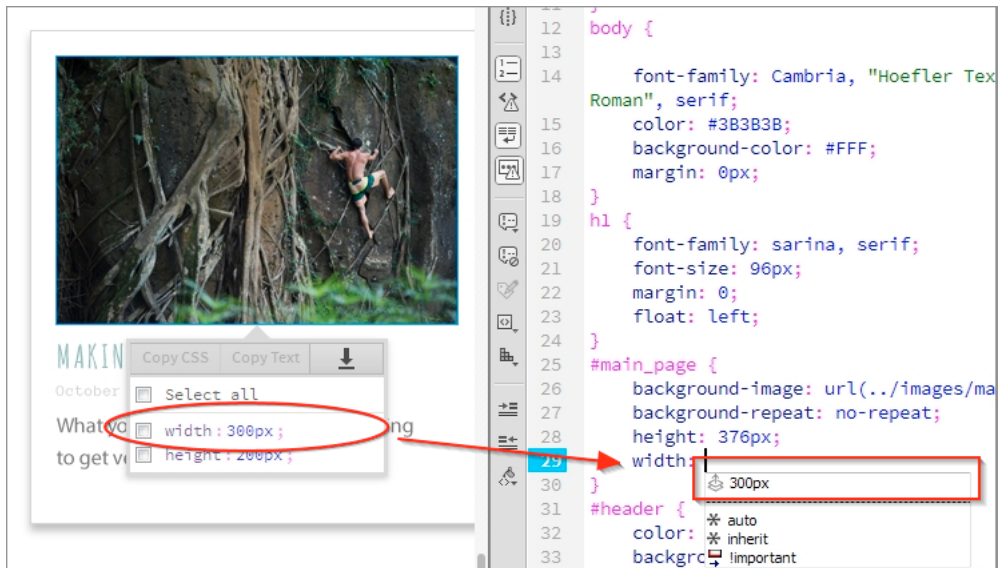 MAKIN
October
What yo ng
to get ve
Copy CSS Copy Text
Select all
width:300px;
height:200px;
11 }
12 body {
13
14 font-family: Cambria, "Hoefler Tex
Roman", serif;
15 color: #3B3B3B;
16 background-color: #FFF;
17 margin: 0px;
18 }
19 h1 {
20 font-family: sarina, serif;
21 font-size: 96px;
22 margin: 0;
23 float: left;
24 }
25 #main_page {
26 background-image: url(../images/ma
27 background-repeat: no-repeat;
28 height: 376px;
29 width:
30 }
31 #header {
32 color:
33 backgrc
300px
auto
inherit
!important